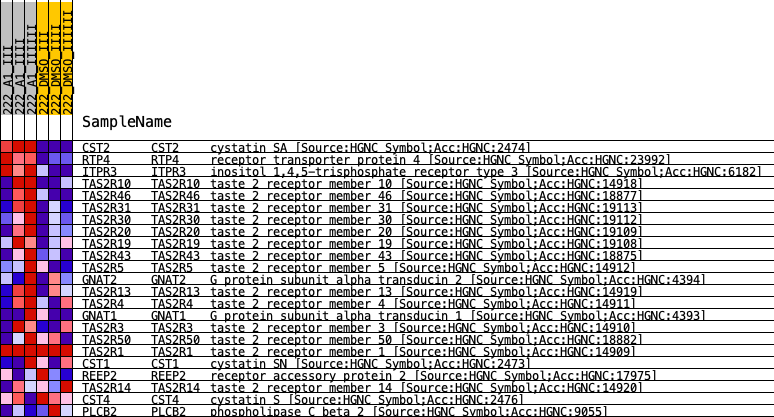 222_A1_III
222_A1_IIII
222_A1_IIIIII
222_DMSO_III
222_DMSO_IIII
222_DMSO_IIIIII
SampleName
CST2 CST2 cystatin SA [Source:HGNC Symbol;Acc:HGNC:2474]
RTP4 RTP4 receptor transporter protein 4 [Source:HGNC Symbol;Acc:HGNC:23992]
ITPR3 ITPR3 inositol 1,4,5-trisphosphate receptor type 3 [Source:HGNC Symbol;Acc:HGNC:6182]
TAS2R10 TAS2R10 taste 2 receptor member 10 [Source:HGNC Symbol;Acc:HGNC:14918]
TAS2R46 TAS2R46 taste 2 receptor member 46 [Source:HGNC Symbol;Acc:HGNC:18877]
TAS2R31 TAS2R31 taste 2 receptor member 31 [Source:HGNC Symbol;Acc:HGNC:19113]
TAS2R30 TAS2R30 taste 2 receptor member 30 [Source:HGNC Symbol;Acc:HGNC:19112]
TAS2R20 TAS2R20 taste 2 receptor member 20 [Source:HGNC Symbol;Acc:HGNC:19109]
TAS2R19 TAS2R19 taste 2 receptor member 19 [Source:HGNC Symbol;Acc:HGNC:19108]
TAS2R43 TAS2R43 taste 2 receptor member 43 [Source:HGNC Symbol;Acc:HGNC:18875]
TAS2R5 TAS2R5 taste 2 receptor member 5 [Source:HGNC Symbol;Acc:HGNC:14912]
GNAT2 GNAT2 G protein subunit alpha transducin 2 [Source:HGNC Symbol;Acc:HGNC:4394]
TAS2R13 TAS2R13 taste 2 receptor member 13 [Source:HGNC Symbol;Acc:HGNC:14919]
TAS2R4 TAS2R4 taste 2 receptor member 4 [Source:HGNC Symbol;Acc:HGNC:14911]
GNAT1 GNAT1 G protein subunit alpha transducin 1 [Source:HGNC Symbol;Acc:HGNC:4393]
TAS2R3 TAS2R3 taste 2 receptor member 3 [Source:HGNC Symbol;Acc:HGNC:14910]
TAS2R50 TAS2R50 taste 2 receptor member 50 [Source:HGNC Symbol;Acc:HGNC:18882]
TAS2R1 TAS2R1 taste 2 receptor member 1 [Source:HGNC Symbol;Acc:HGNC:14909]
CST1 CST1 cystatin SN [Source:HGNC Symbol;Acc:HGNC:2473]
REEP2 REEP2 receptor accessory protein 2 [Source:HGNC Symbol;Acc:HGNC:17975]
TAS2R14 TAS2R14 taste 2 receptor member 14 [Source:HGNC Symbol;Acc:HGNC:14920]
CST4 CST4 cystatin S [Source:HGNC Symbol;Acc:HGNC:2476]
PLCB2 PLCB2 phospholipase C beta 2 [Source:HGNC Symbol;Acc:HGNC:9055]